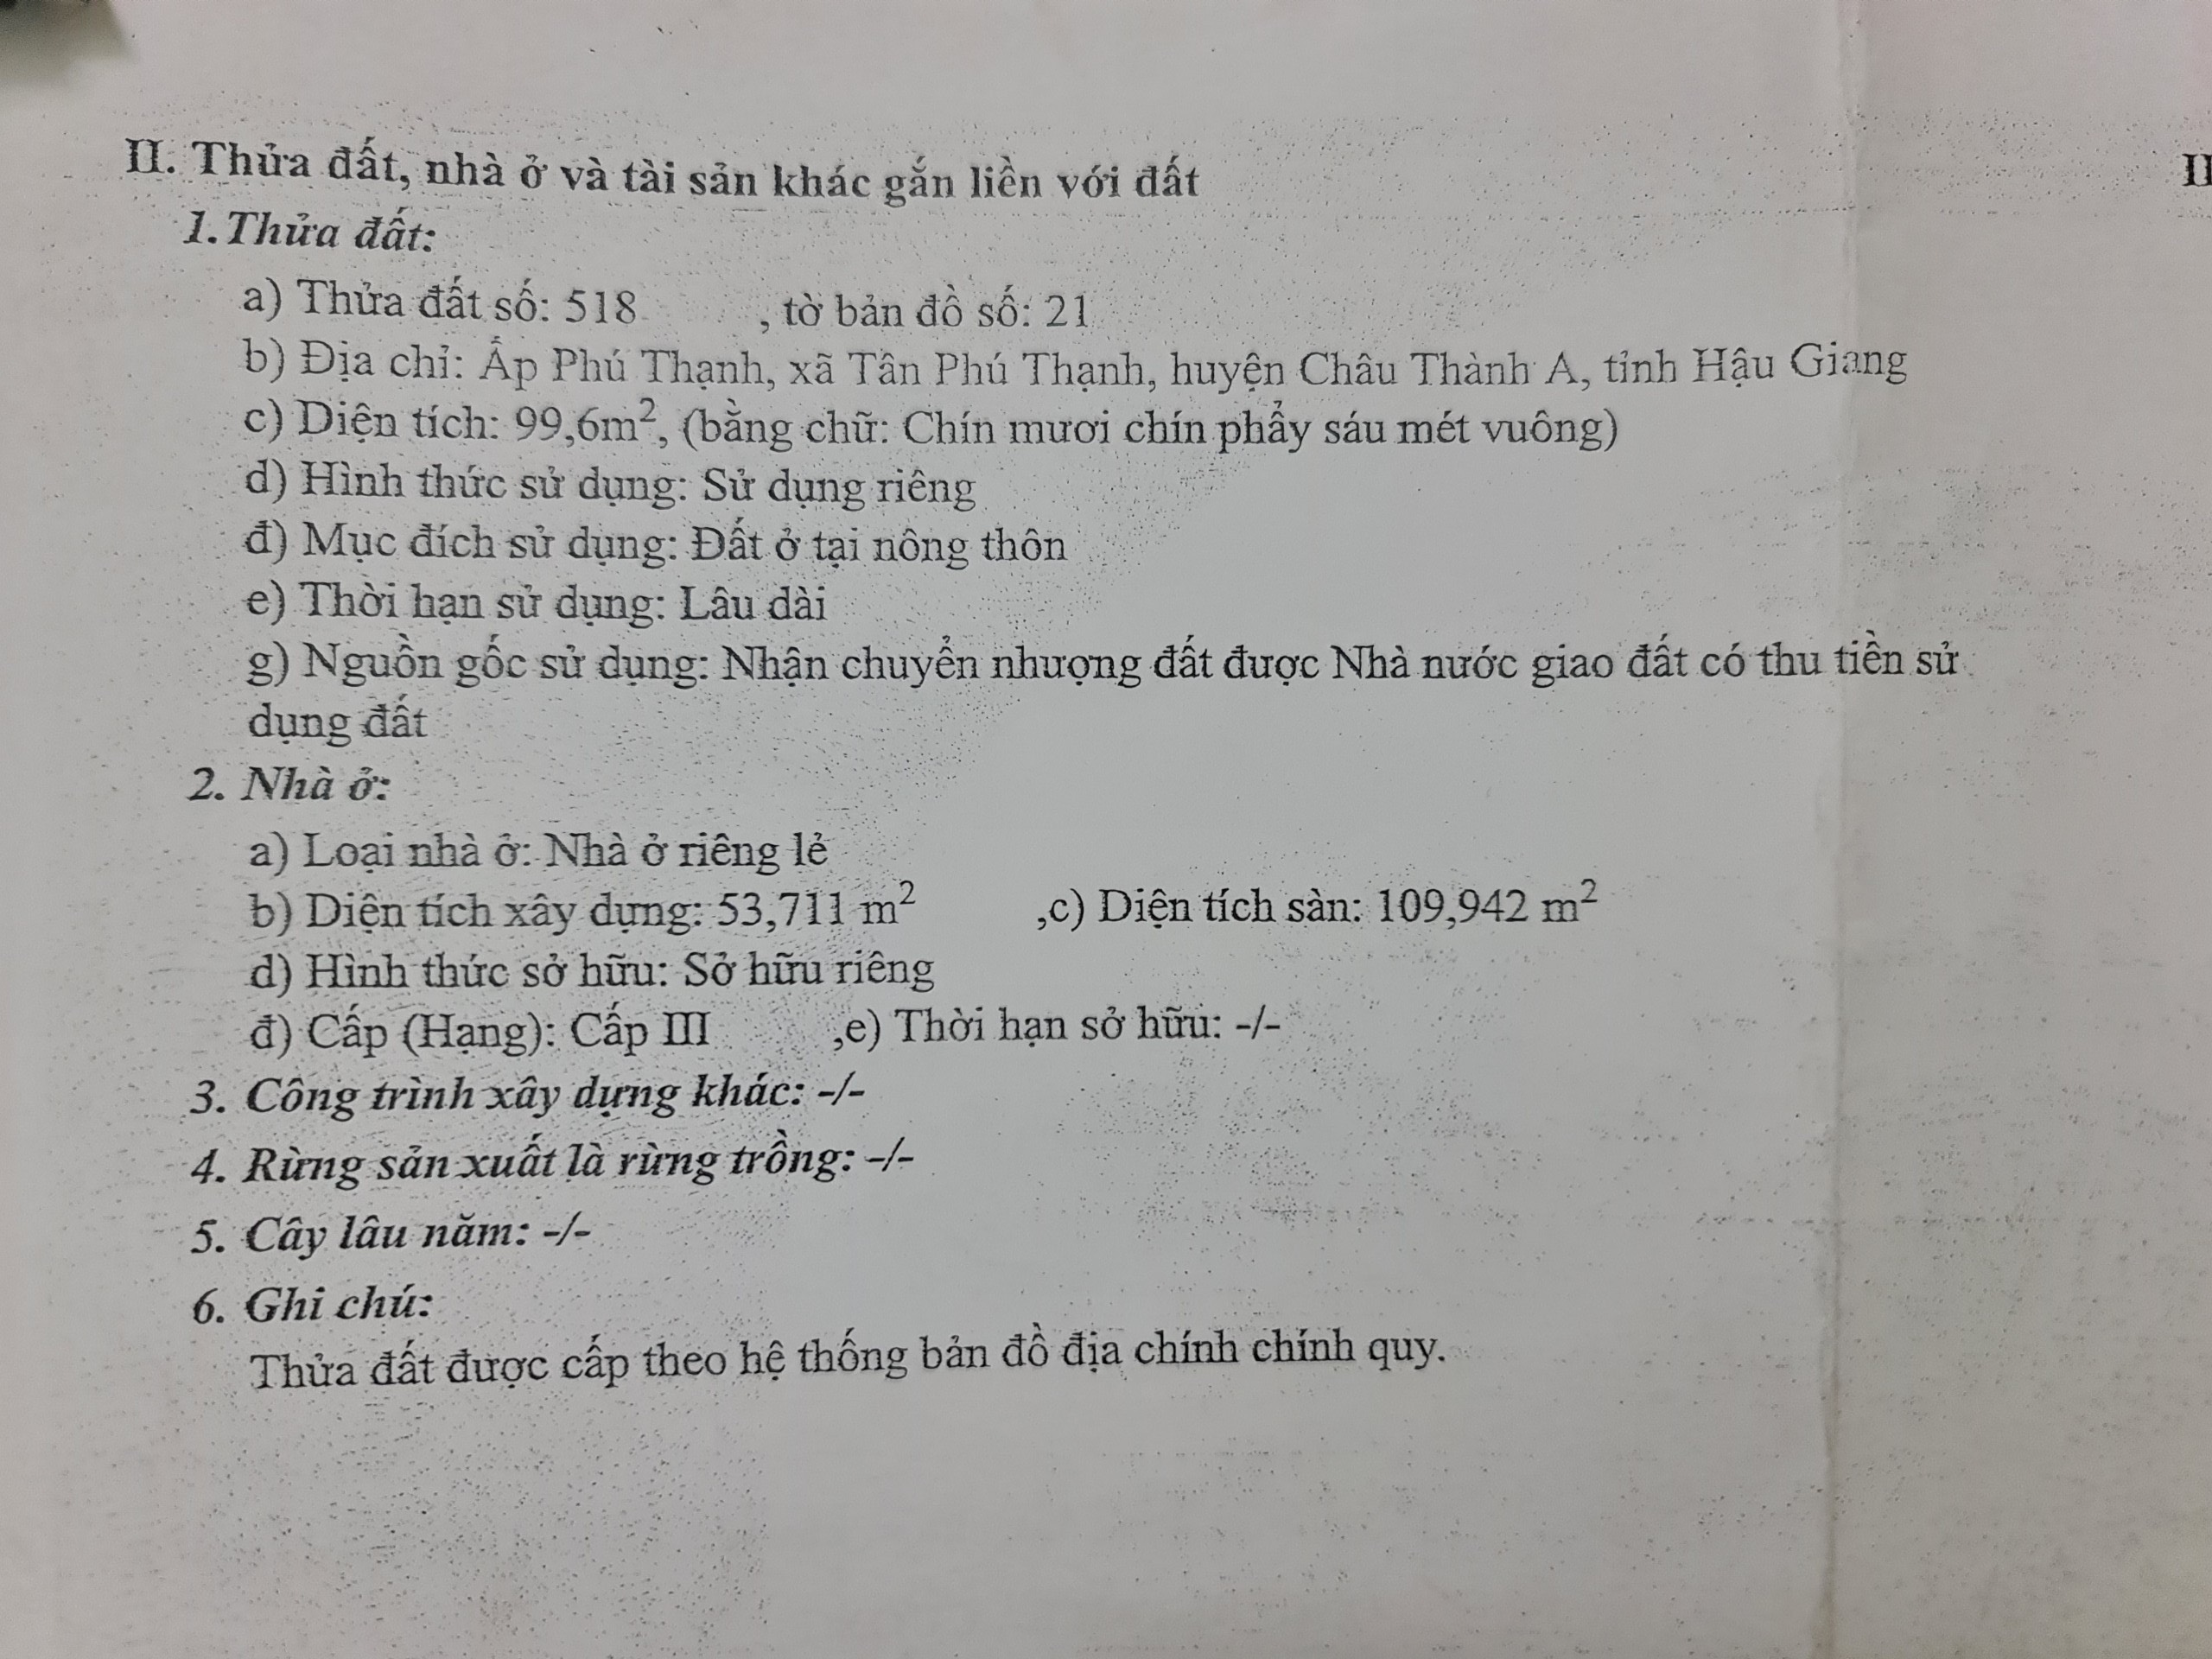 II. Thửa đất, nhà ở và tài sản khác gắn liền với đất
1. Thửa đất:
a) Thửa đất số: 518 , tờ bản đồ số: 21
b) Địa chỉ: Ấp Phú Thạnh, xã Tân Phú Thạnh, huyện Châu Thành A, tỉnh Hậu Giang
c) Diện tích: 99,6m², (bằng chữ: Chín mươi chín phẩy sáu mét vuông)
d) Hình thức sử dụng: Sử dụng riêng
đ) Mục đích sử dụng: Đất ở tại nông thôn
e) Thời hạn sử dụng: Lâu dài
g) Nguồn gốc sử dụng: Nhận chuyển nhượng đất được Nhà nước giao đất có thu tiền sử
dụng đất
2. Nhà ở:
a) Loại nhà ở: Nhà ở riêng lẻ
b) Diện tích xây dựng: 53,711 m² ,c) Diện tích sàn: 109,942 m²
d) Hình thức sở hữu: Sở hữu riêng
đ) Cấp (Hạng): Cấp III ,e) Thời hạn sở hữu: -/-
3. Công trình xây dựng khác: -/-
4. Rừng sản xuất là rừng trồng: -/-
5. Cây lâu năm: -/-
6. Ghi chú:
Thửa đất được cấp theo hệ thống bản đồ địa chính chính quy.